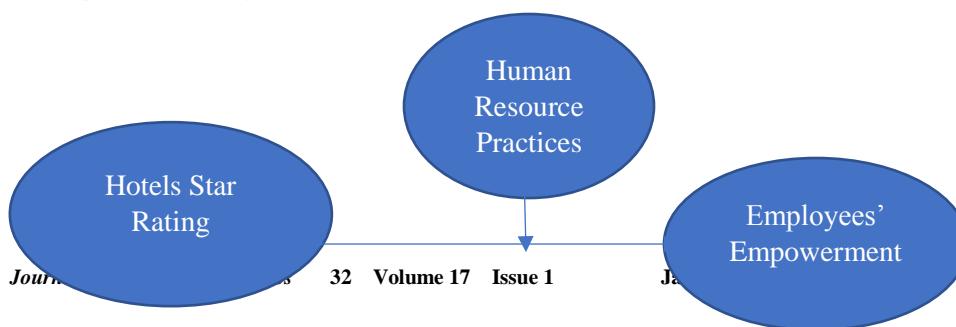 Human
Resource
Practices
Hotels Star
Rating
Employees’
Empowerment
32 Volume 17 Issue 1